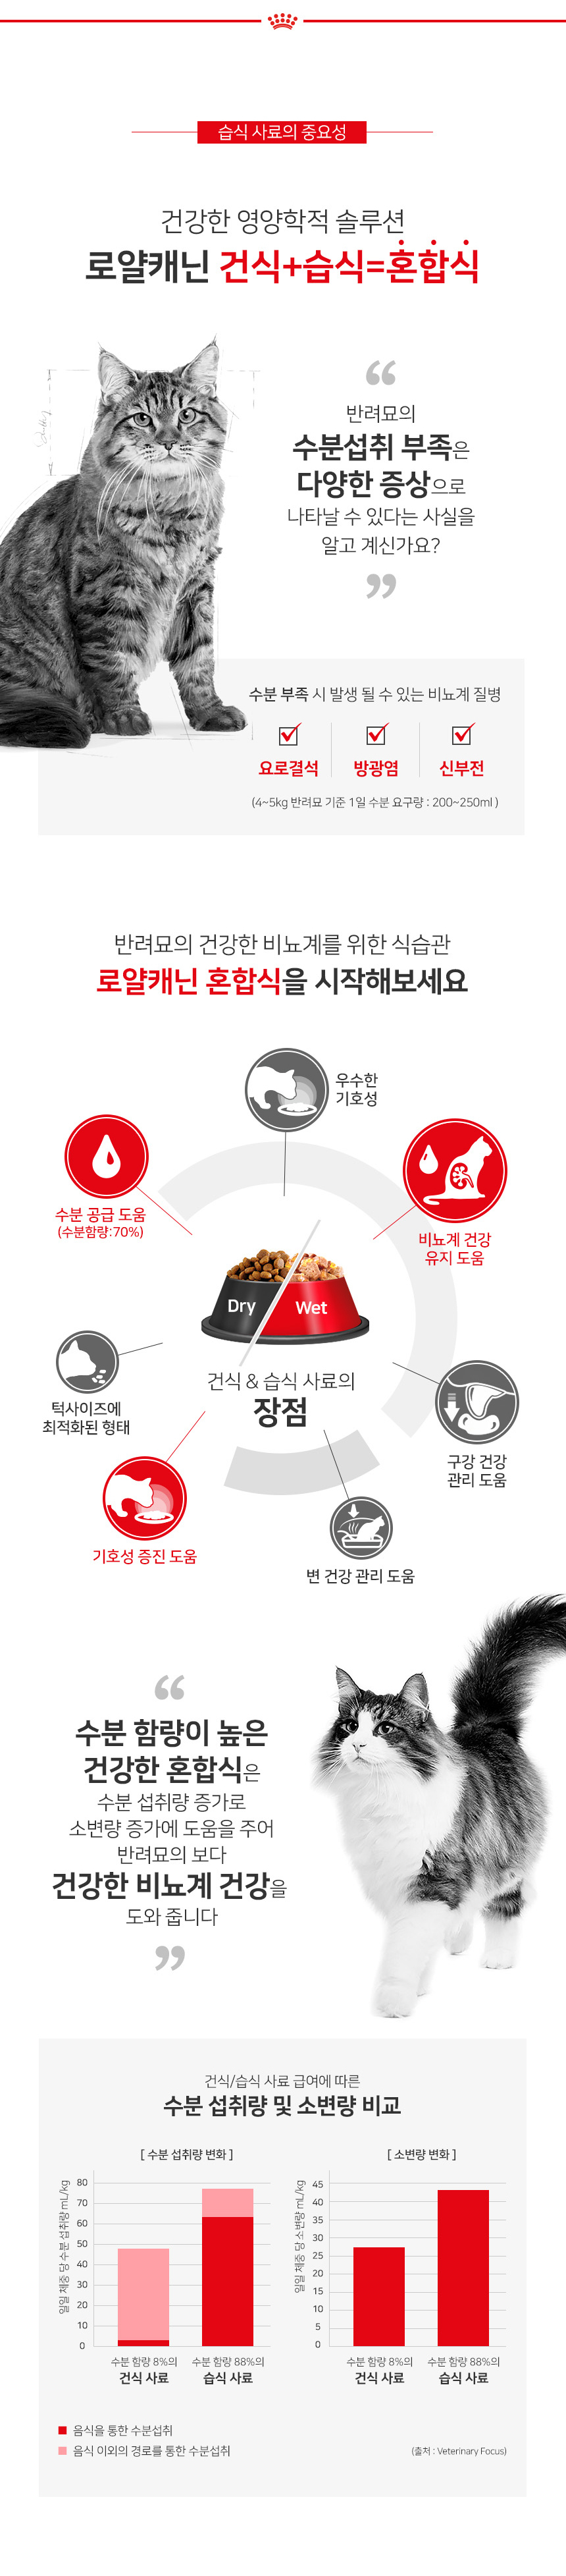 습식 사료의 중요성
건강한 영양학적 솔루션
로얄캐닌 건식+습식=혼합식
“
반려묘의
수분섭취 부족은
다양한 증상으로
나타날 수 있다는 사실을
알고 계신가요?
”
수분 부족 시 발생 될 수 있는 비뇨계 질병
요로결석 방광염 신부전
(4~5kg 반려묘 기준 1일 수분 요구량 : 200~250ml )
반려묘의 건강한 비뇨계를 위한 식습관
로얄캐닌 혼합식을 시작해보세요
우수한
기호성
수분 공급 도움
(수분함량:70%)
비뇨계 건강
유지 도움
Dry Wet
건식 & 습식 사료의
장점
턱사이즈에
최적화된 형태
구강 건강
관리 도움
기호성 증진 도움
변 건강 관리 도움
“
수분 함량이 높은
건강한 혼합식은
수분 섭취량 증가로
소변량 증가에 도움을 주어
반려묘의 보다
건강한 비뇨계 건강을
도와 줍니다
”
건식/습식 사료 급여에 따른
수분 섭취량 및 소변량 비교
[ 수분 섭취량 변화 ]
일일 체중 당 수분 섭취량 mL/kg
80
70
60
50
40
30
20
10
0
수분 함량 8%의 수분 함량 88%의
건식 사료 습식 사료
[ 소변량 변화 ]
일일 체중 당 소변량 mL/kg
45
40
35
30
25
20
15
10
5
0
수분 함량 8%의 수분 함량 88%의
건식 사료 습식 사료
음식을 통한 수분섭취
음식 이외의 경로를 통한 수분섭취
(출처 : Veterinary Focus)